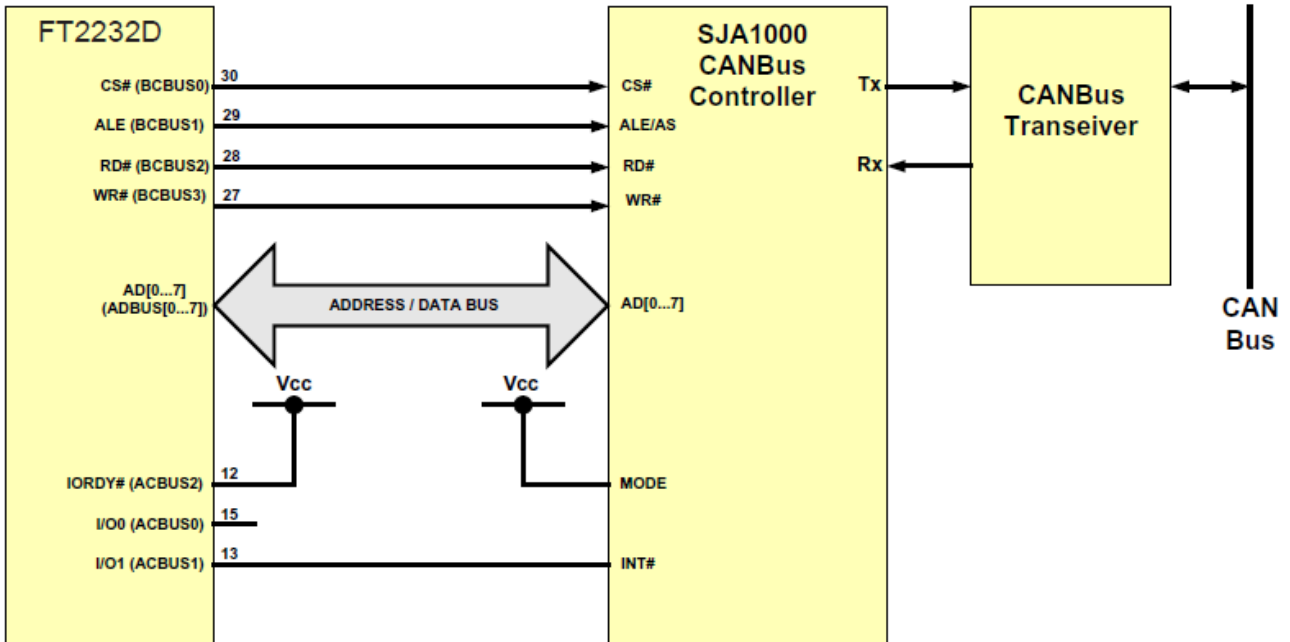 FT2232D
CS# (BCBUS0)
30
ALE (BCBUS1)
29
RD# (BCBUS2)
28
WR# (BCBUS3)
27
AD[0...7]
(ADBUS[0...7])
ADDRESS / DATA BUS
Vcc
Vcc
IORDY# (ACBUS2)
12
I/O0 (ACBUS0)
15
I/O1 (ACBUS1)
13
SJA1000
CANBus
Controller
CS#
ALE/AS
RD#
WR#
AD[0...7]
MODE
INT#
Tx
Rx
CANBus
Transeiver
CAN
Bus